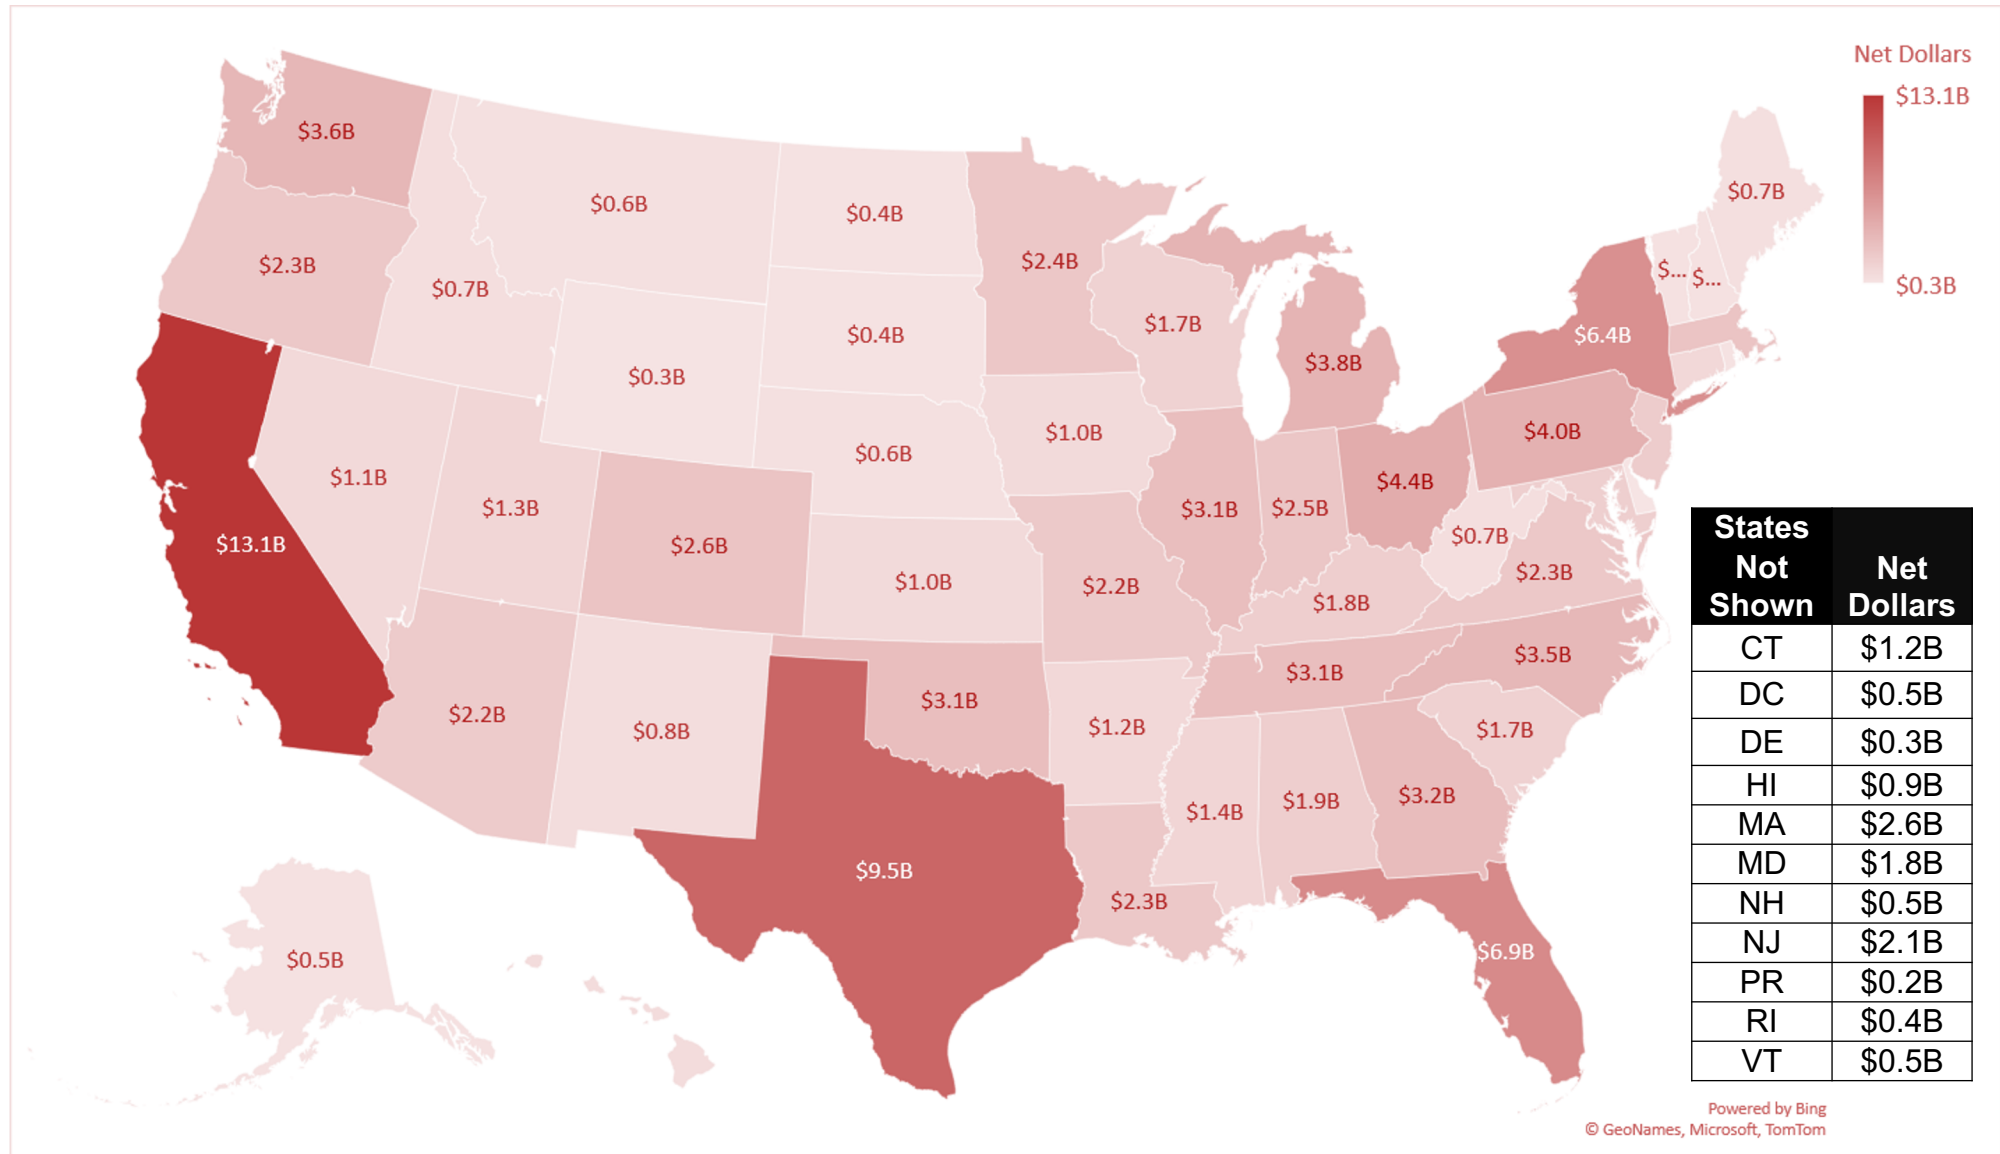 Net Dollars
$13.1B
$0.3B
$3.6B
$0.6B
$0.4B
$2.4B
$0.7B
$2.3B
$0.7B
$... $...
$1.7B
$6.4B
$0.4B
$3.8B
$0.3B
$1.0B
$4.0B
$0.6B
$1.1B
$1.3B
$4.4B
$3.1B
$2.5B
$13.1B
$2.6B
$0.7B
$1.0B
$2.2B
$2.3B
$1.8B
$3.5B
$3.1B
$2.2B
$0.8B
$3.1B
$1.2B
$1.7B
$1.4B
$1.9B
$3.2B
$9.5B
$2.3B
$6.9B
$0.5B
States Not Shown Net Dollars
CT $1.2B
DC $0.5B
DE $0.3B
HI $0.9B
MA $2.6B
MD $1.8B
NH $0.5B
NJ $2.1B
PR $0.2B
RI $0.4B
VT $0.5B
Powered by Bing
© GeoNames, Microsoft, TomTom